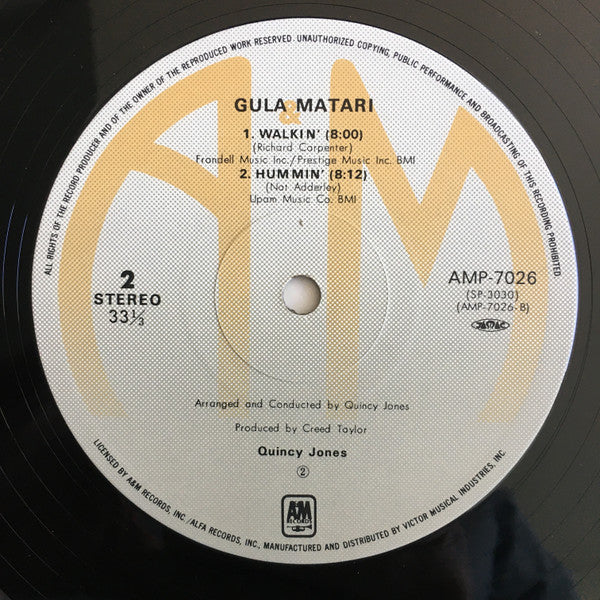 ALL RIGHTS OF THE RECORD PRODUCER AND OF THE OWNER OF THE REPRODUCED WORK RESERVED. UNAUTHORIZED COPYING, PUBLIC PERFORMANCE AND BROADCASTING OF THIS RECORDING PROHIBITED
A&M
GULA MATARI
1. WALKIN' (8:00)
(Richard Carpenter)
Frandell Music Inc./Prestige Music Inc. BMI
2. HUMMIN' (8:12)
(Nat Adderley)
Upam Music Co. BMI
2
STEREO
33⅓
AMP-7026
(SP-3030)
(AMP-7026-B)
JASRAC
Arranged and Conducted by Quincy Jones
Produced by Creed Taylor
Quincy Jones
②
A&M
RECORDS
LICENSED BY A&M RECORDS, INC./ALFA RECORDS, INC., MANUFACTURED AND DISTRIBUTED BY VICTOR MUSICAL INDUSTRIES, INC.